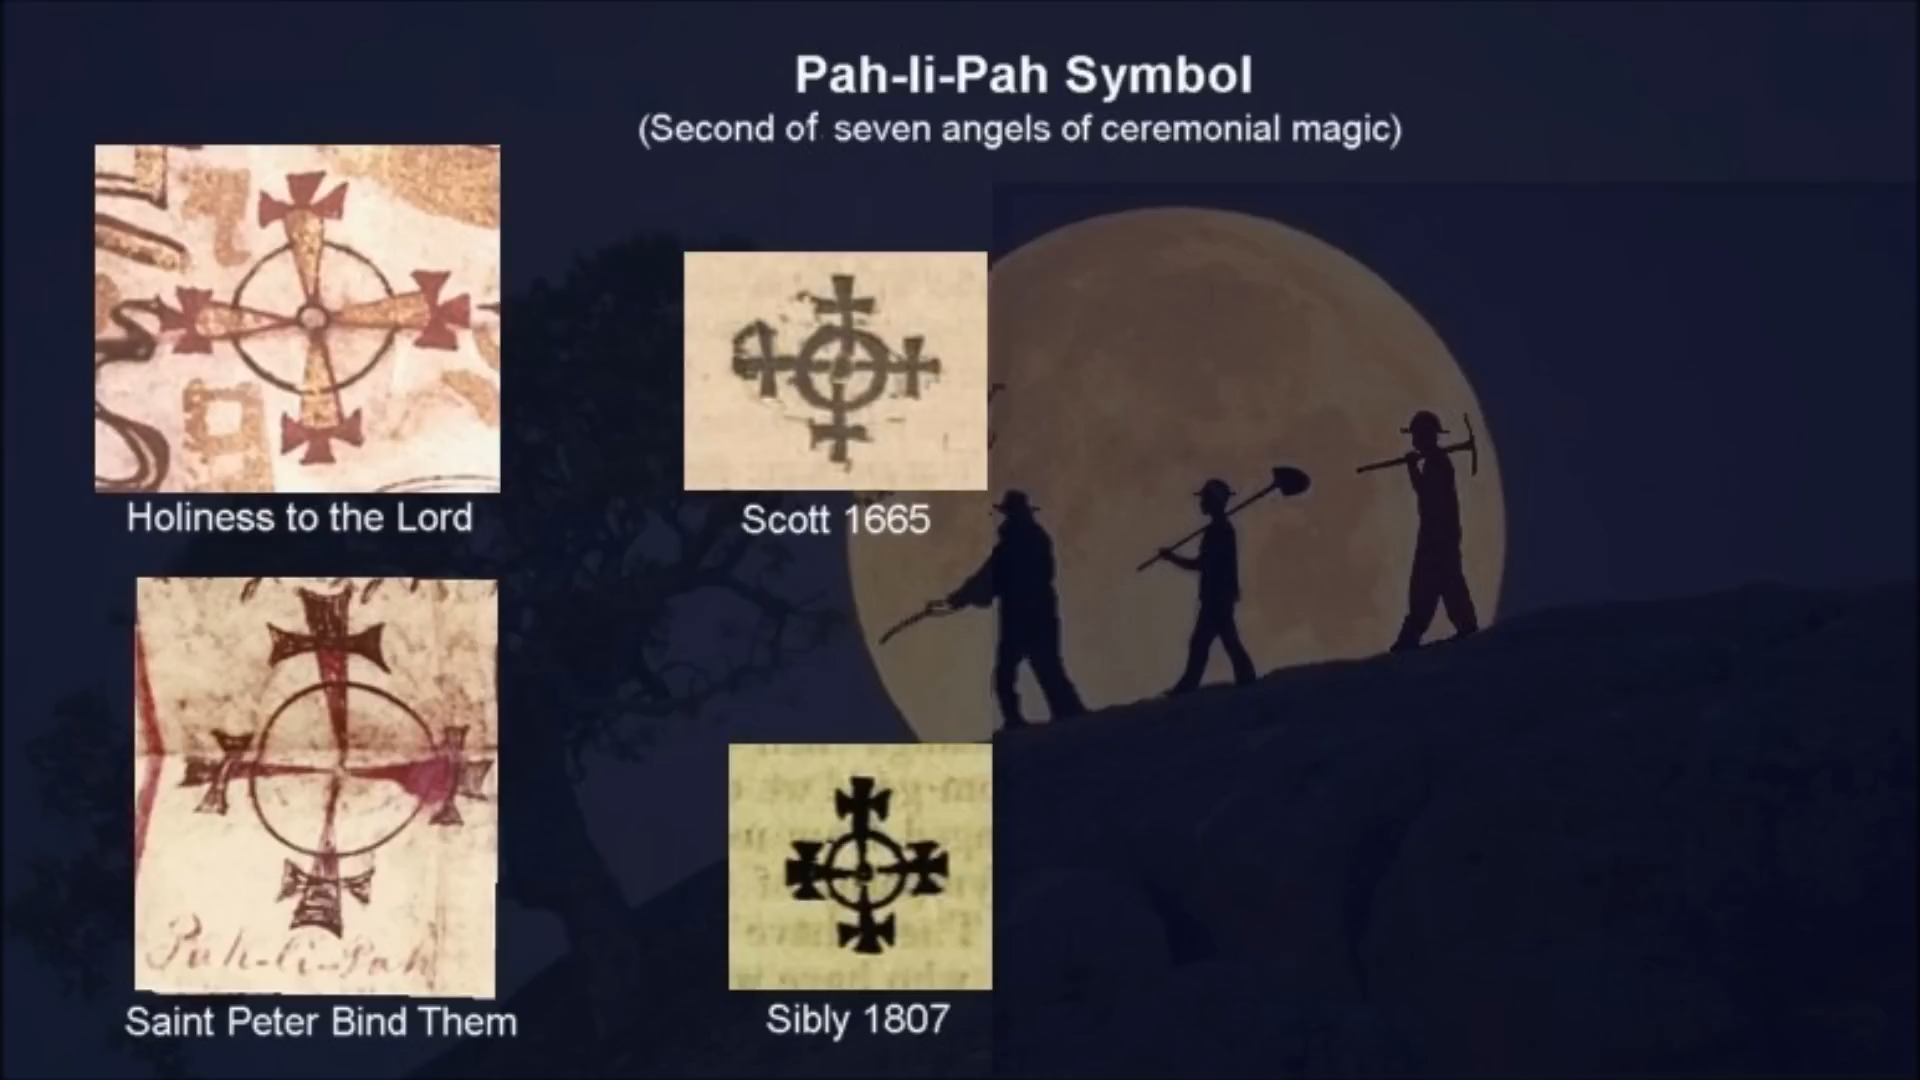 Pah-li-Pah Symbol
(Second of seven angels of ceremonial magic)
Holiness to the Lord
Scott 1665
Pah-li-Pah
Saint Peter Bind Them
Sibly 1807